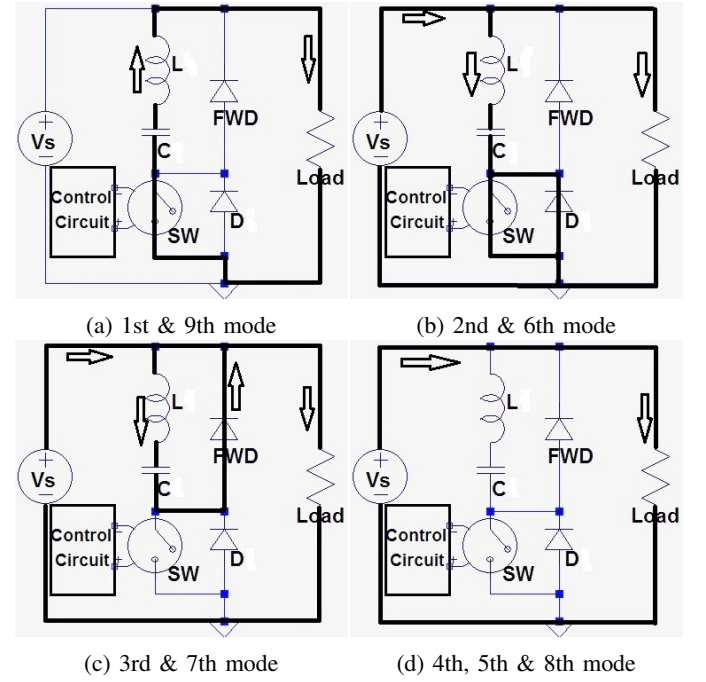 L
Vs
FWD
C
Load
Control
Circuit
SW
D
(a) 1st & 9th mode
L
Vs
FWD
C
Load
Control
Circuit
SW
D
(b) 2nd & 6th mode
L
Vs
FWD
C
Load
Control
Circuit
SW
D
(c) 3rd & 7th mode
L
Vs
FWD
C
Load
Control
Circuit
SW
D
(d) 4th, 5th & 8th mode